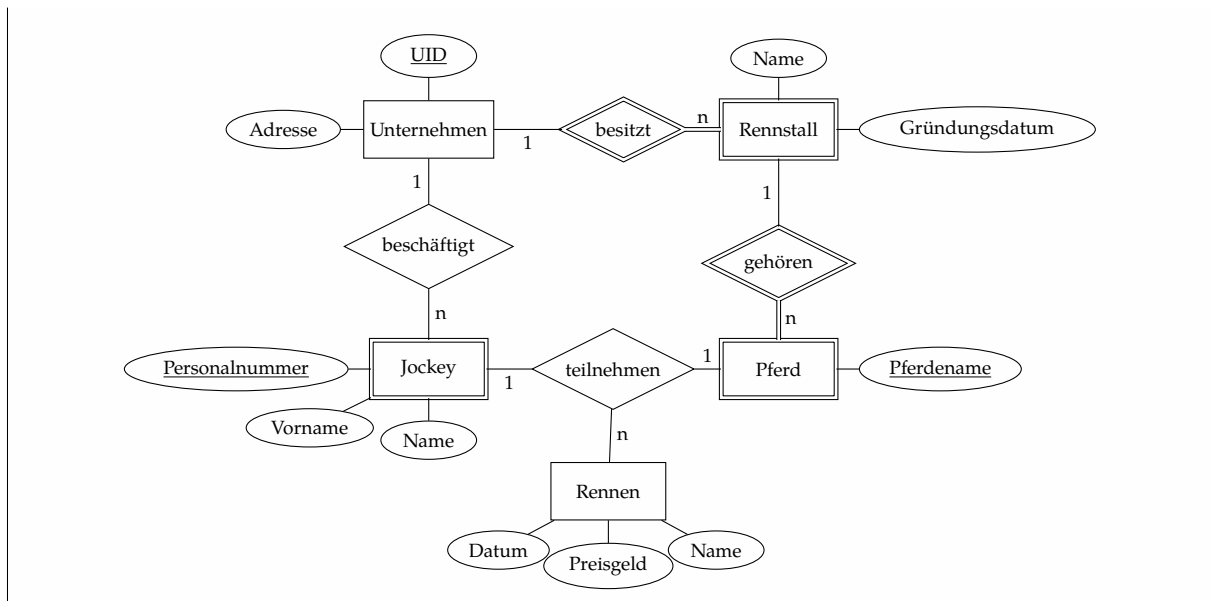 UID
Name
Adresse
Unternehmen
1
besitzt
n
Rennstall
Gründungsdatum
1
1
beschäftigt
gehören
n
n
Personalnummer
Jockey
1
teilnehmen
1
Pferd
Pferdename
Vorname
Name
n
Rennen
Datum
Preisgeld
Name